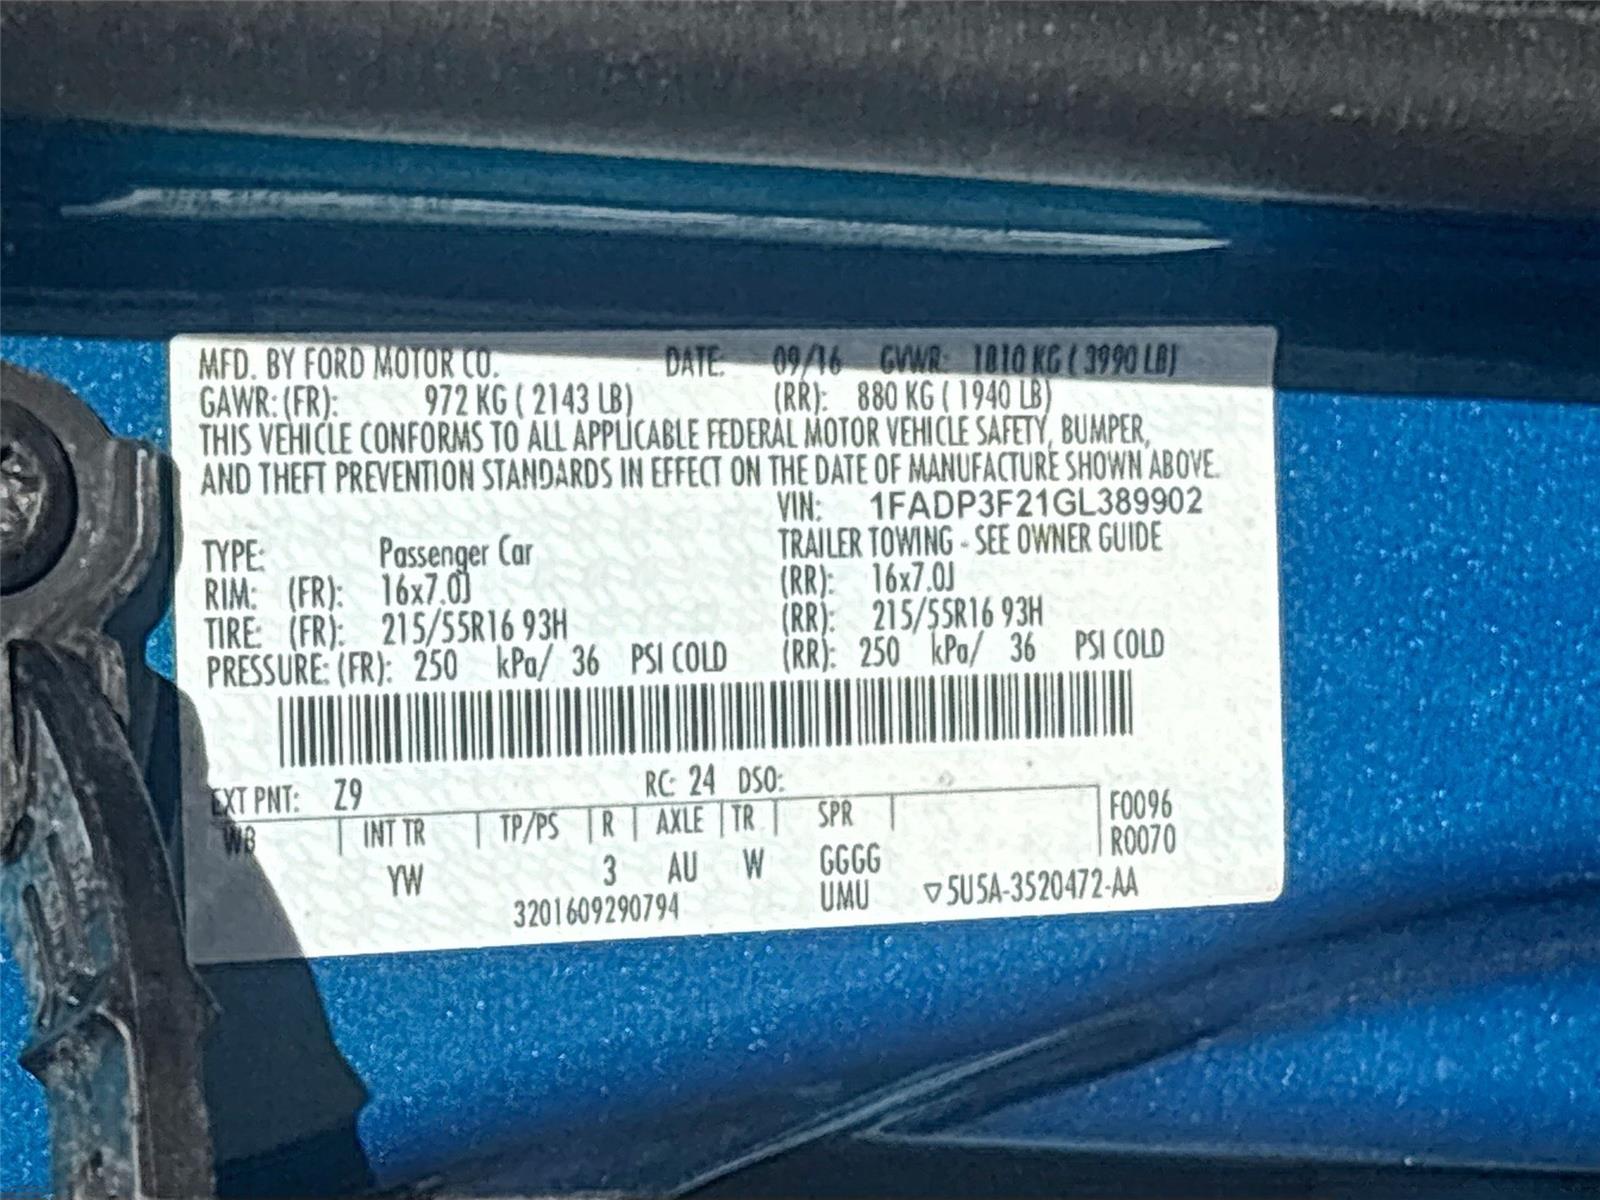 MFD. BY FORD MOTOR CO. DATE: 09/16 GVWR: 1810 KG ( 3990 LB)
GAWR: (FR): 972 KG ( 2143 LB) (RR): 880 KG ( 1940 LB)
THIS VEHICLE CONFORMS TO ALL APPLICABLE FEDERAL MOTOR VEHICLE SAFETY, BUMPER,
AND THEFT PREVENTION STANDARDS IN EFFECT ON THE DATE OF MANUFACTURE SHOWN ABOVE.
VIN: 1FADP3F21GL389902
TYPE: Passenger Car TRAILER TOWING - SEE OWNER GUIDE
RIM: (FR): 16x7.0J (RR): 16x7.0J
TIRE: (FR): 215/55R16 93H (RR): 215/55R16 93H
PRESSURE: (FR): 250 kPa/ 36 PSI COLD (RR): 250 kPa/ 36 PSI COLD
EXT PNT: Z9 RC: 24 DSO:
WB INT TR TP/PS R AXLE TR SPR F0096
R0070
YW 3 AU W GGGG
UMU ▽5U5A-3520472-AA
3201609290794